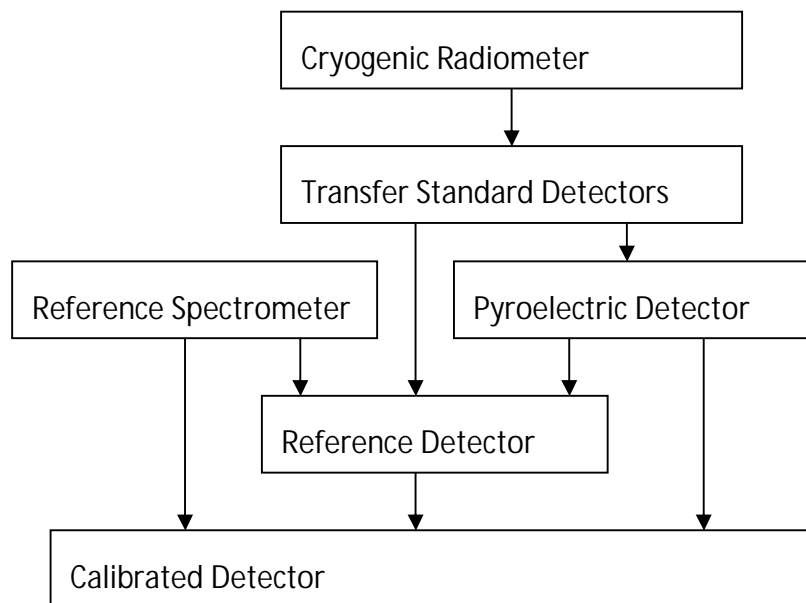 Cryogenic Radiometer
Transfer Standard Detectors
Reference Spectrometer
Pyroelectric Detector
Reference Detector
Calibrated Detector